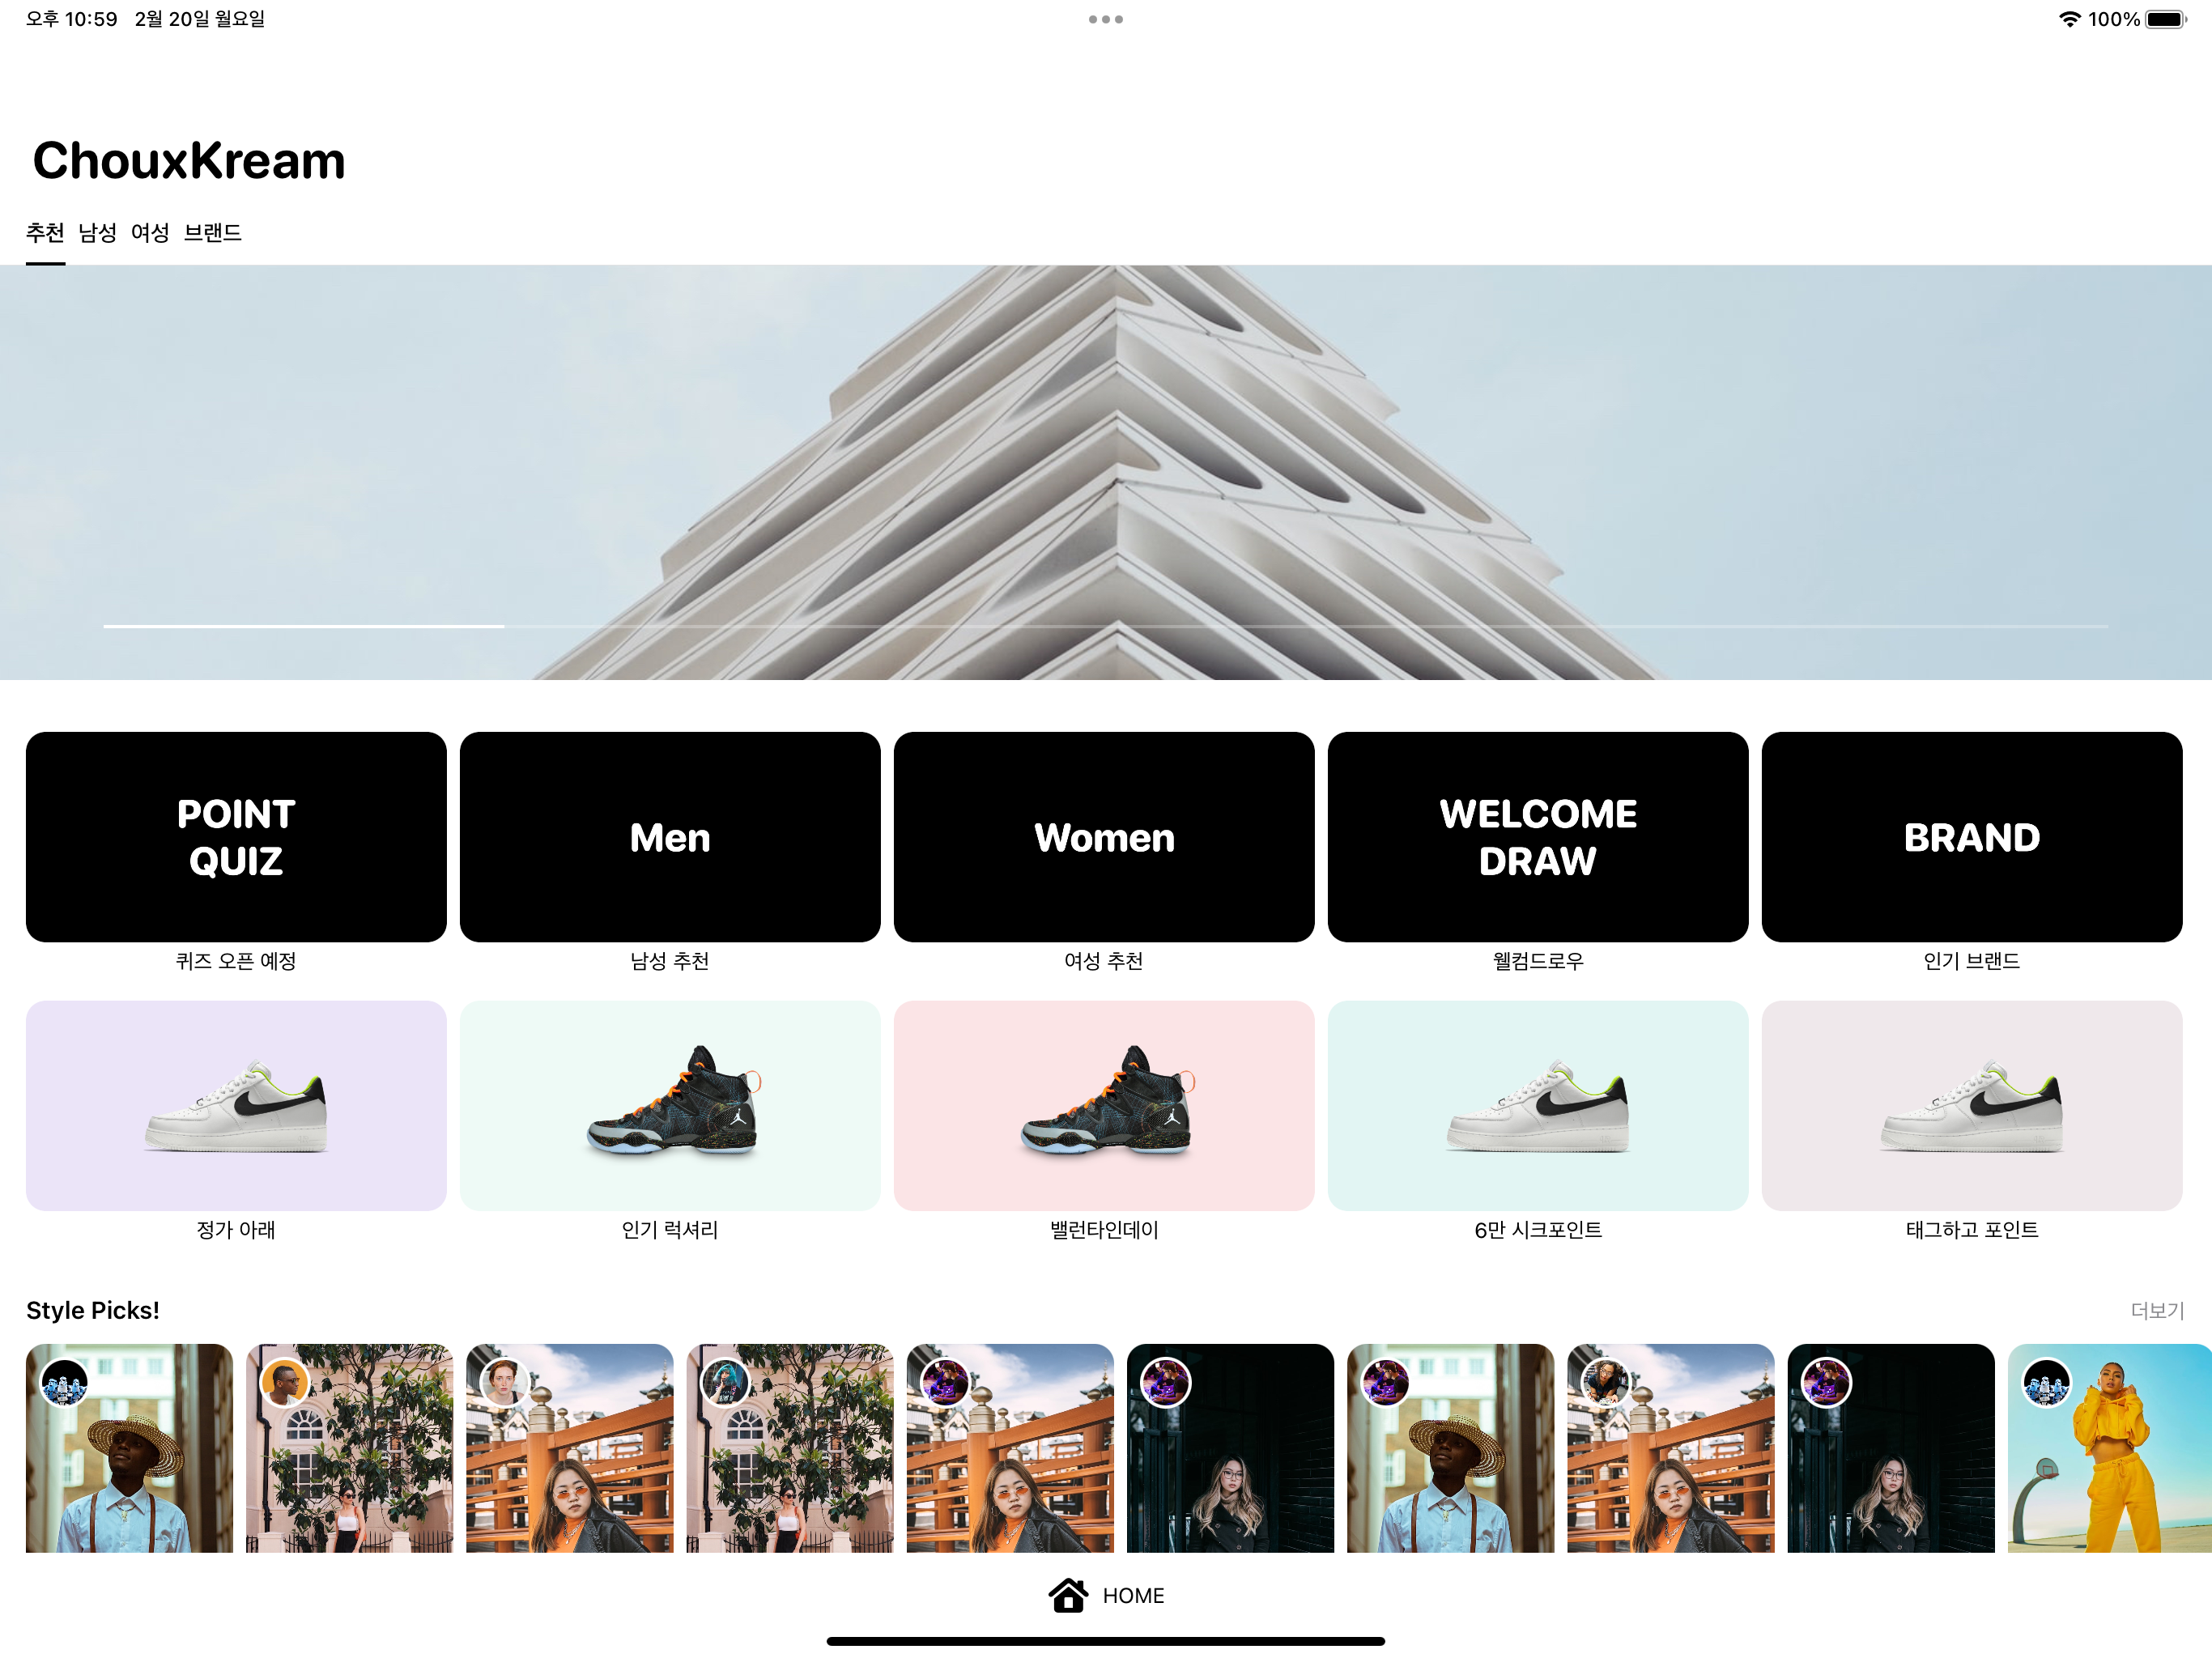 오후 10:59 2월 20일 월요일
100%
ChouxKream
추천 남성 여성 브랜드
POINT
QUIZ
Men
Women
WELCOME
DRAW
BRAND
퀴즈 오픈 예정
남성 추천
여성 추천
웰컴드로우
인기 브랜드
정가 아래
인기 럭셔리
밸런타인데이
6만 시크포인트
태그하고 포인트
Style Picks!
더보기
HOME